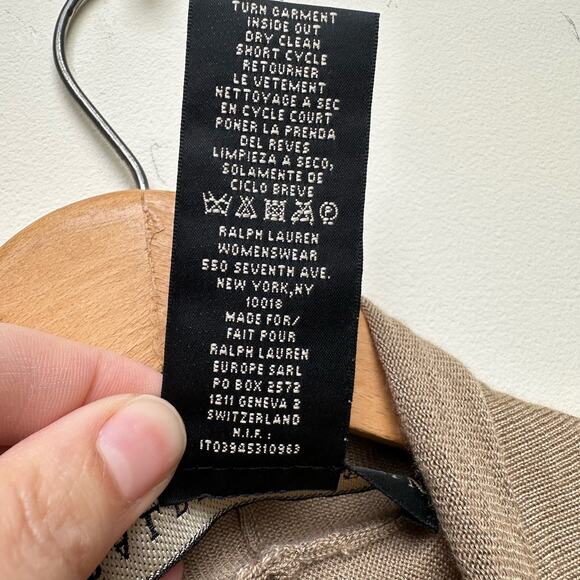 TURN GARMENT
INSIDE OUT
DRY CLEAN
SHORT CYCLE
RETOURNER
LE VETEMENT
NETTOYAGE A SEC
EN CYCLE COURT
PONER LA PRENDA
DEL REVES
LIMPIEZA A SECO,
SOLAMENTE DE
CICLO BREVE
P
RALPH LAUREN
WOMENSWEAR
550 SEVENTH AVE.
NEW YORK,NY
10018
MADE FOR/
FAIT POUR
RALPH LAUREN
EUROPE SARL
PO BOX 2572
1211 GENEVA 2
SWITZERLAND
N.I.F. :
IT03945310963